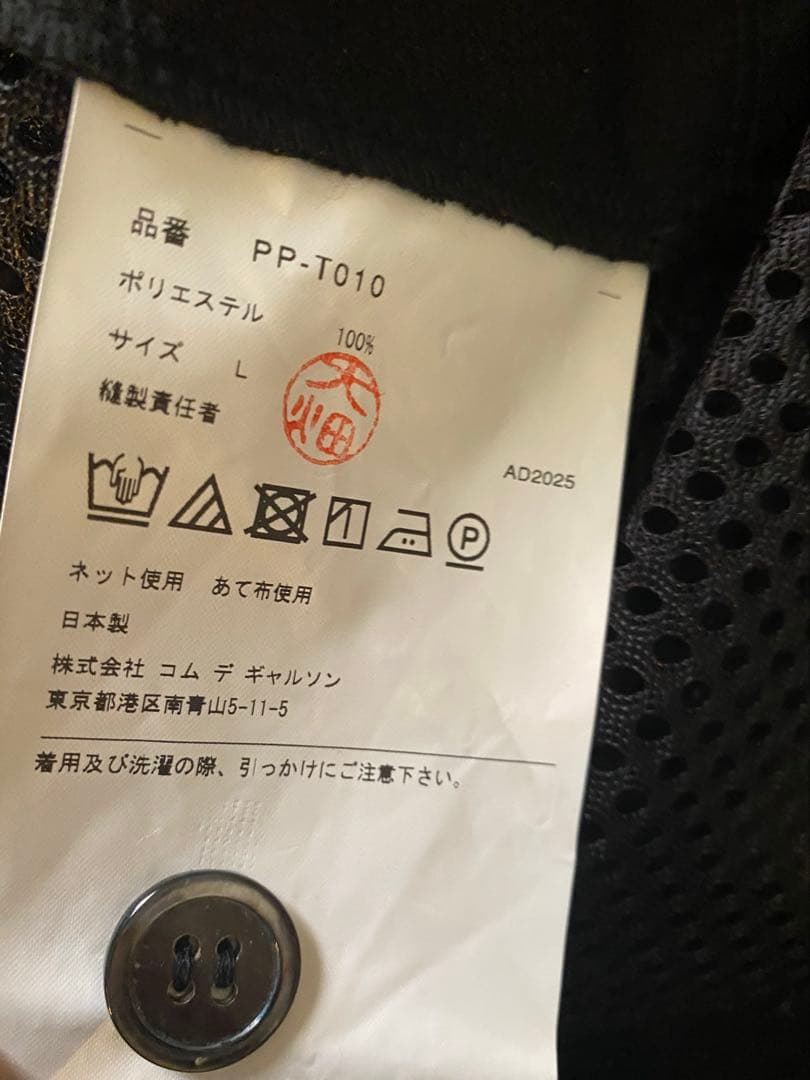 品番 PP-T010
ポリエステル 100%
サイズ L
縫製責任者
大畑
AD2025
P
ネット使用 あて布使用
日本製
株式会社 コム デ ギャルソン
東京都港区南青山5-11-5
着用及び洗濯の際、引っかけにご注意下さい。